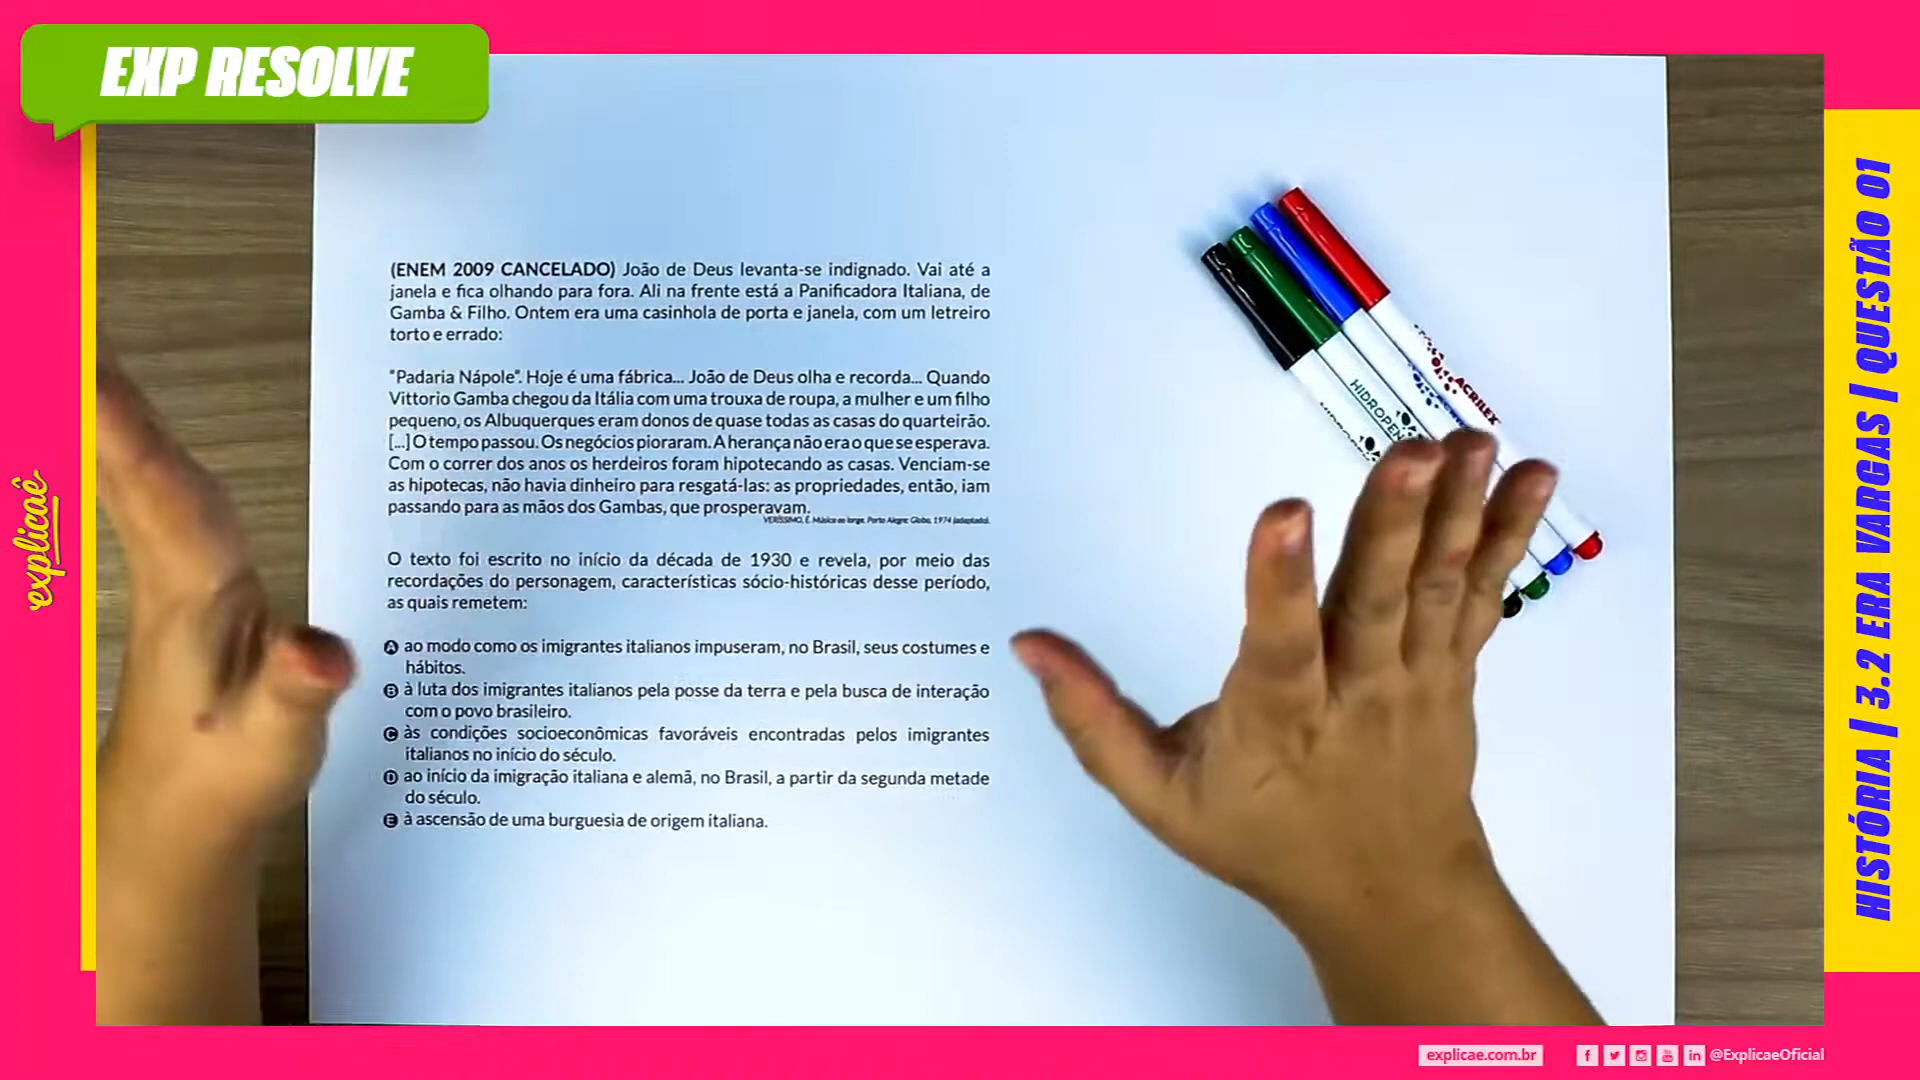 EXP RESOLVE
(ENEM 2009 CANCELADO) João de Deus levanta-se indignado. Vai até a
janela e fica olhando para fora. Ali na frente está a Panificadora Italiana, de
Gamba & Filho. Ontem era uma casinhola de porta e janela, com um letreiro
torto e errado:
"Padaria Nápole". Hoje é uma fábrica... João de Deus olha e recorda... Quando
Vittorio Gamba chegou da Itália com uma trouxa de roupa, a mulher e um filho
pequeno, os Albuquerques eram donos de quase todas as casas do quarteirão.
[...] O tempo passou. Os negócios pioraram. A herança não era o que se esperava.
Com o correr dos anos os herdeiros foram hipotecando as casas. Venciam-se
as hipotecas, não havia dinheiro para resgatá-las: as propriedades, então, iam
passando para as mãos dos Gambas, que prosperavam.
VERÍSSIMO, É. Música ao longe. Porto Alegre: Globo, 1974 (adaptado).
O texto foi escrito no início da década de 1930 e revela, por meio das
recordações do personagem, características sócio-históricas desse período,
as quais remetem:
A ao modo como os imigrantes italianos impuseram, no Brasil, seus costumes e
hábitos.
B à luta dos imigrantes italianos pela posse da terra e pela busca de interação
com o povo brasileiro.
C às condições socioeconômicas favoráveis encontradas pelos imigrantes
italianos no início do século.
D ao início da imigração italiana e alemã, no Brasil, a partir da segunda metade
do século.
E à ascensão de uma burguesia de origem italiana.
ACRILEX
HIDROPEN
explicaê
HISTÓRIA | 3.2 ERA VARGAS | QUESTÃO 01
explicae.com.br
@ExplicaeOficial